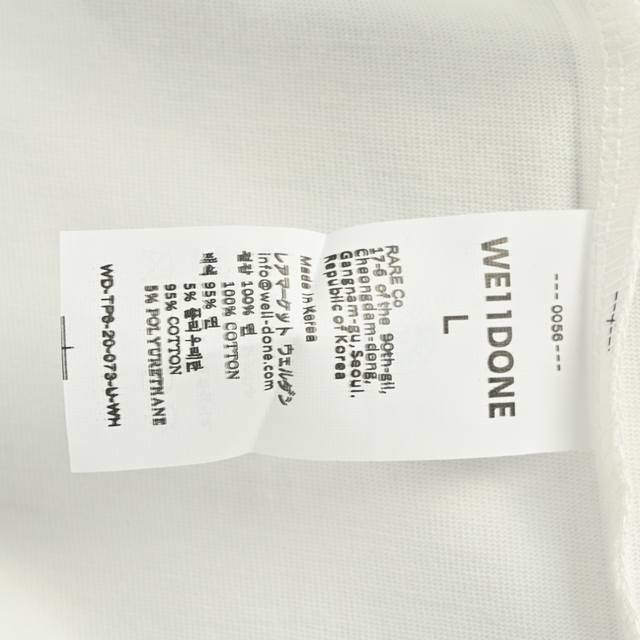 ---0056---
WE11DONE
L
RARE Co
17-6 of the 90th-gil,
Cheongdam-dong,
Gangnam-gu, Seoul,
Republic of Korea
Made in Korea
レアマーケット ウェルダン
info@well-done.com
겉감 100% 면
100% COTTON
배색 95% 면
5% 폴리우레탄
95% COTTON
5% POLYURETHANE
WD-TP8-20-079-U-WH